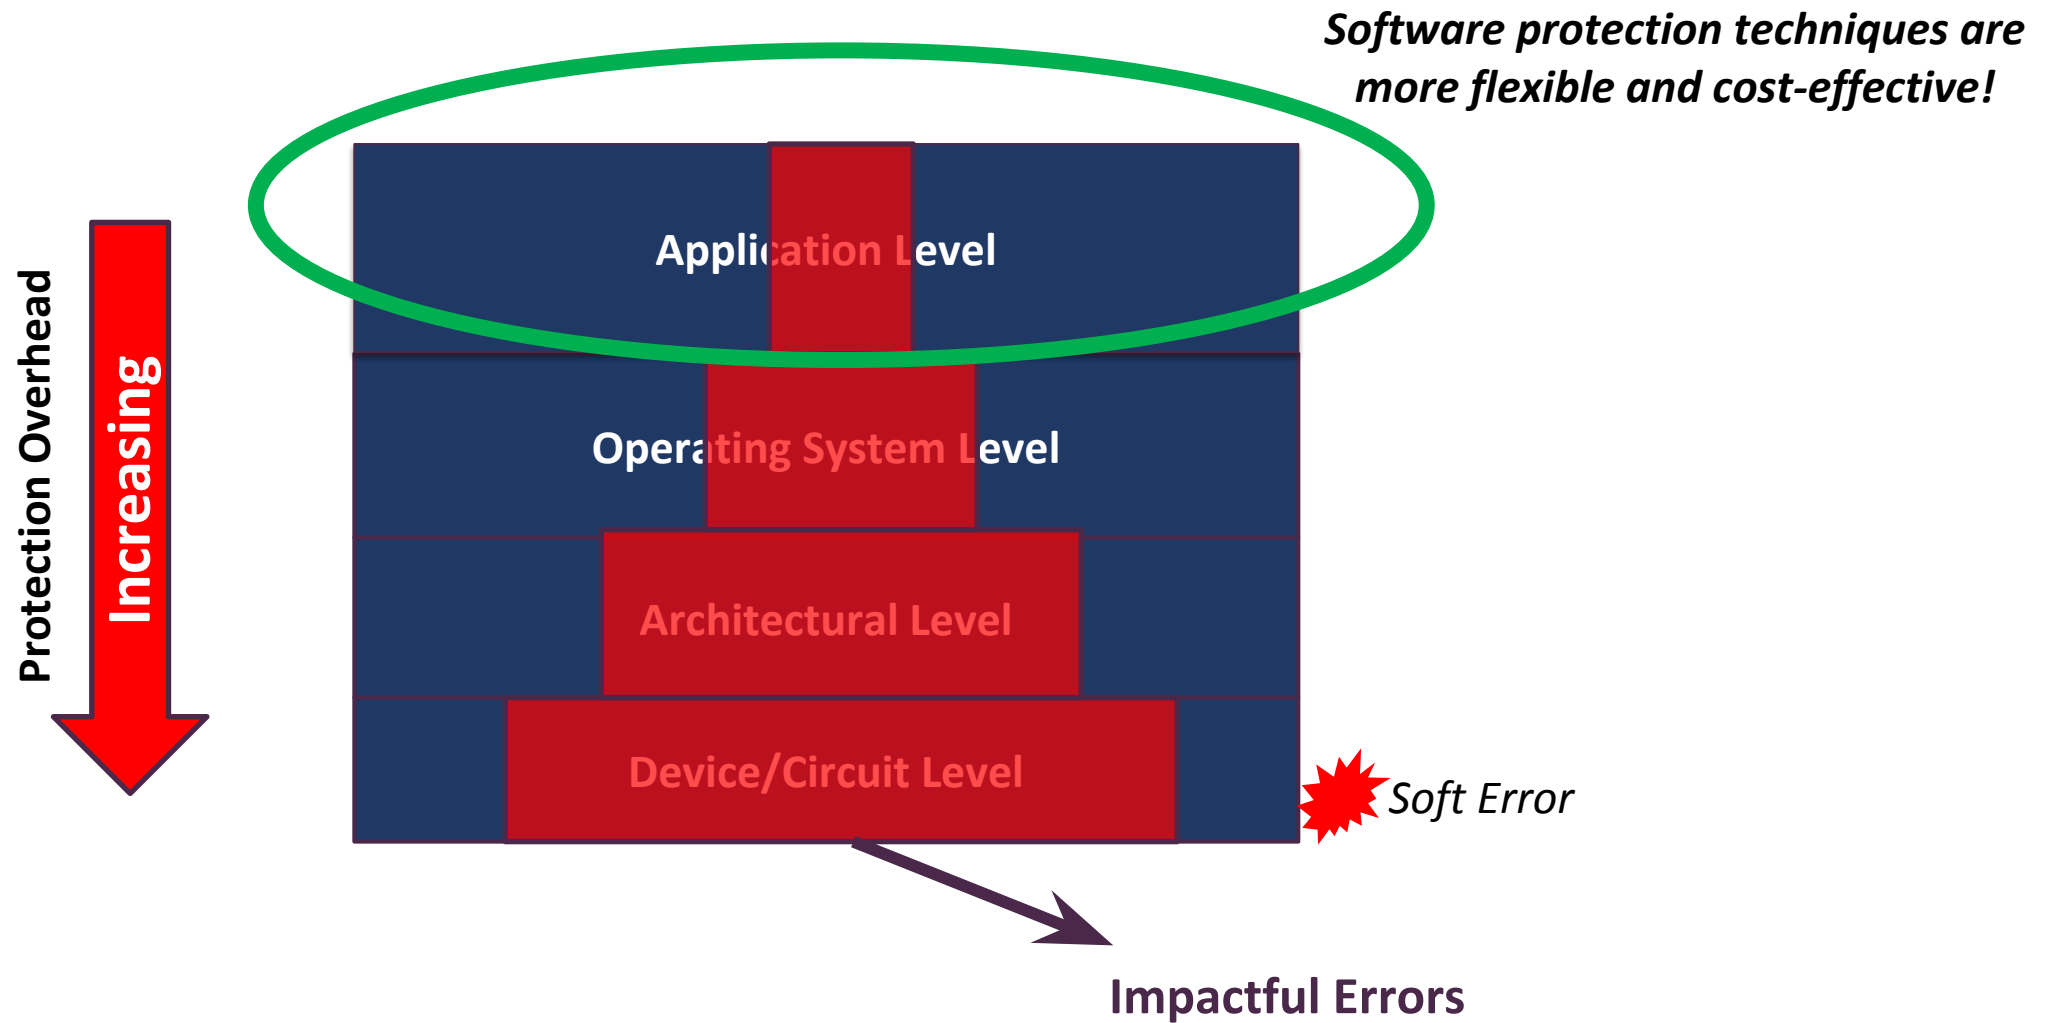 Software protection techniques are
more flexible and cost-effective!
Application Level
Protection Overhead
Increasing
Operating System Level
Architectural Level
Device/Circuit Level
Soft Error
Impactful Errors